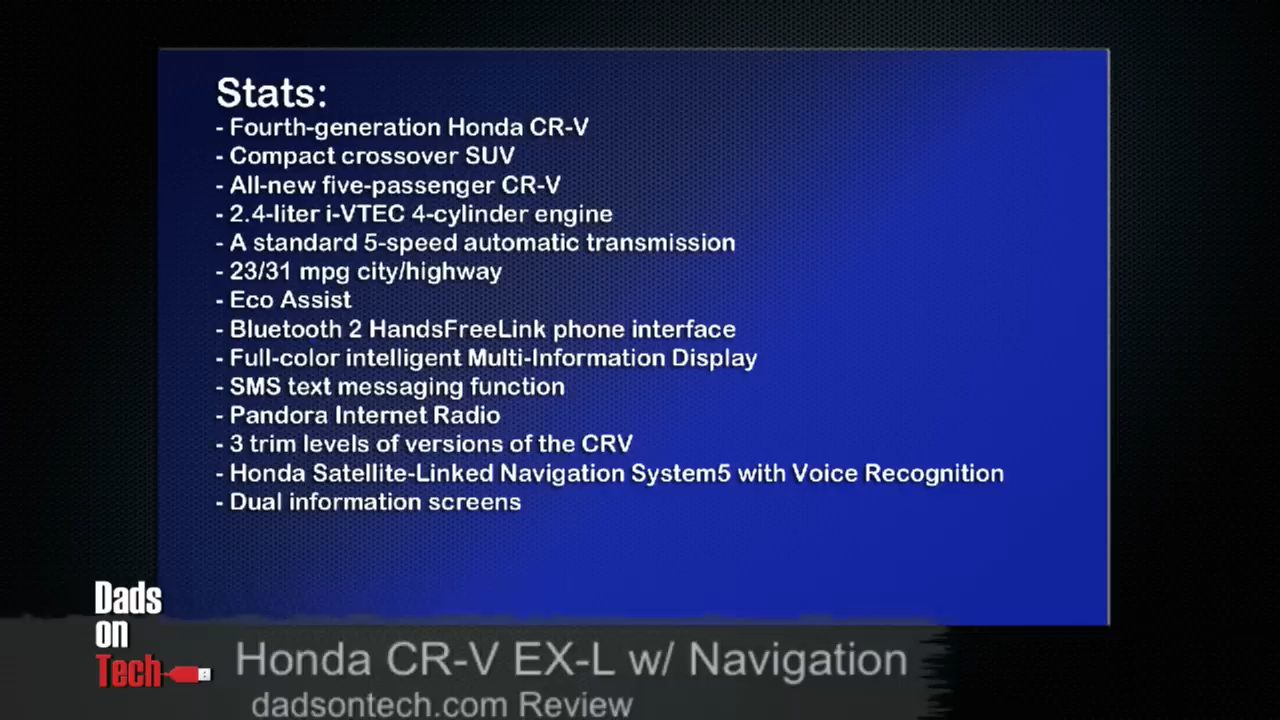 Stats:
- Fourth-generation Honda CR-V
- Compact crossover SUV
- All-new five-passenger CR-V
- 2.4-liter i-VTEC 4-cylinder engine
- A standard 5-speed automatic transmission
- 23/31 mpg city/highway
- Eco Assist
- Bluetooth 2 HandsFreeLink phone interface
- Full-color intelligent Multi-Information Display
- SMS text messaging function
- Pandora Internet Radio
- 3 trim levels of versions of the CRV
- Honda Satellite-Linked Navigation System5 with Voice Recognition
- Dual information screens
Dads
on
Tech
Honda CR-V EX-L w/ Navigation
dadsontech.com Review